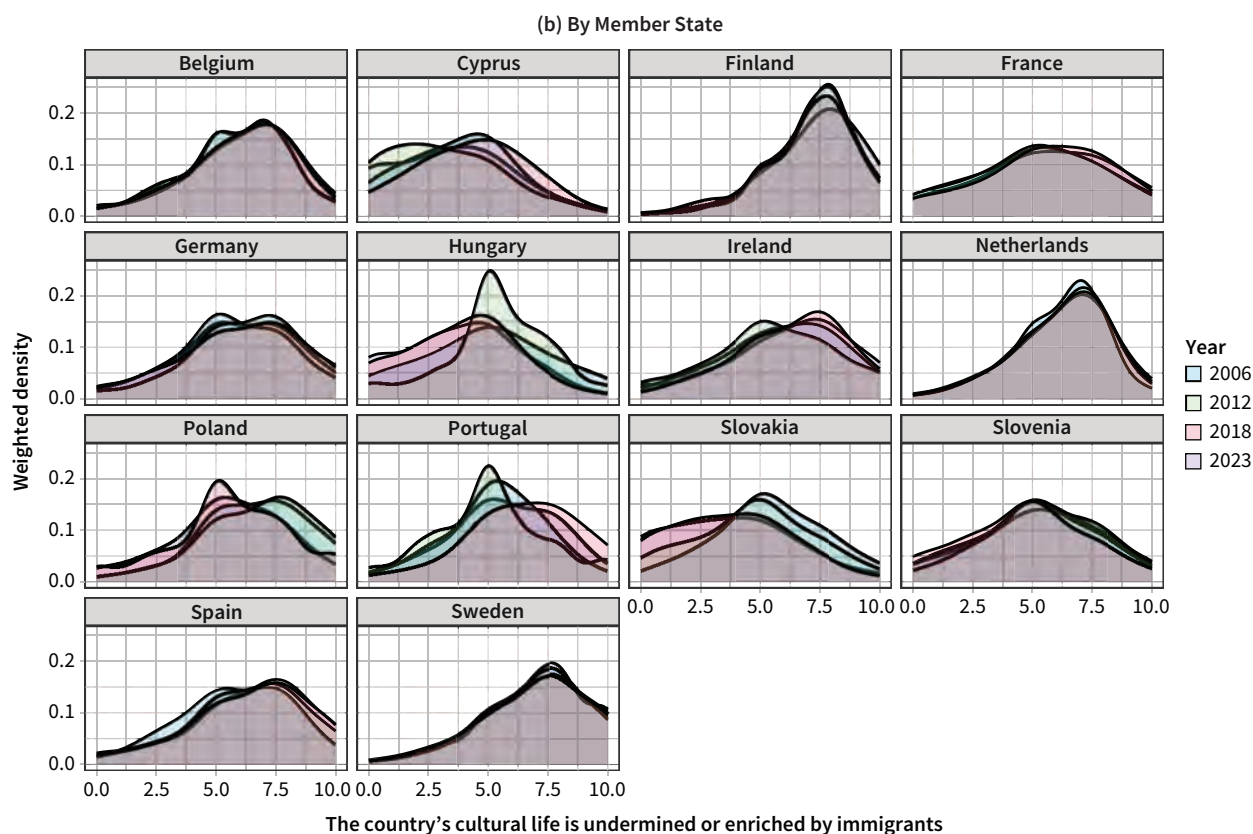 (b) By Member State
Belgium Cyprus Finland France
0.2
0.1
0.0
Germany Hungary Ireland Netherlands
0.2
0.1
0.0
Poland Portugal Slovakia Slovenia
0.2
0.1
0.0
0.0 2.5 5.0 7.5 10.0 0.0 2.5 5.0 7.5 10.0
Spain Sweden
0.2
0.1
0.0
0.0 2.5 5.0 7.5 10.0 0.0 2.5 5.0 7.5 10.0
Weighted density
The country’s cultural life is undermined or enriched by immigrants
Year
2006
2012
2018
2023